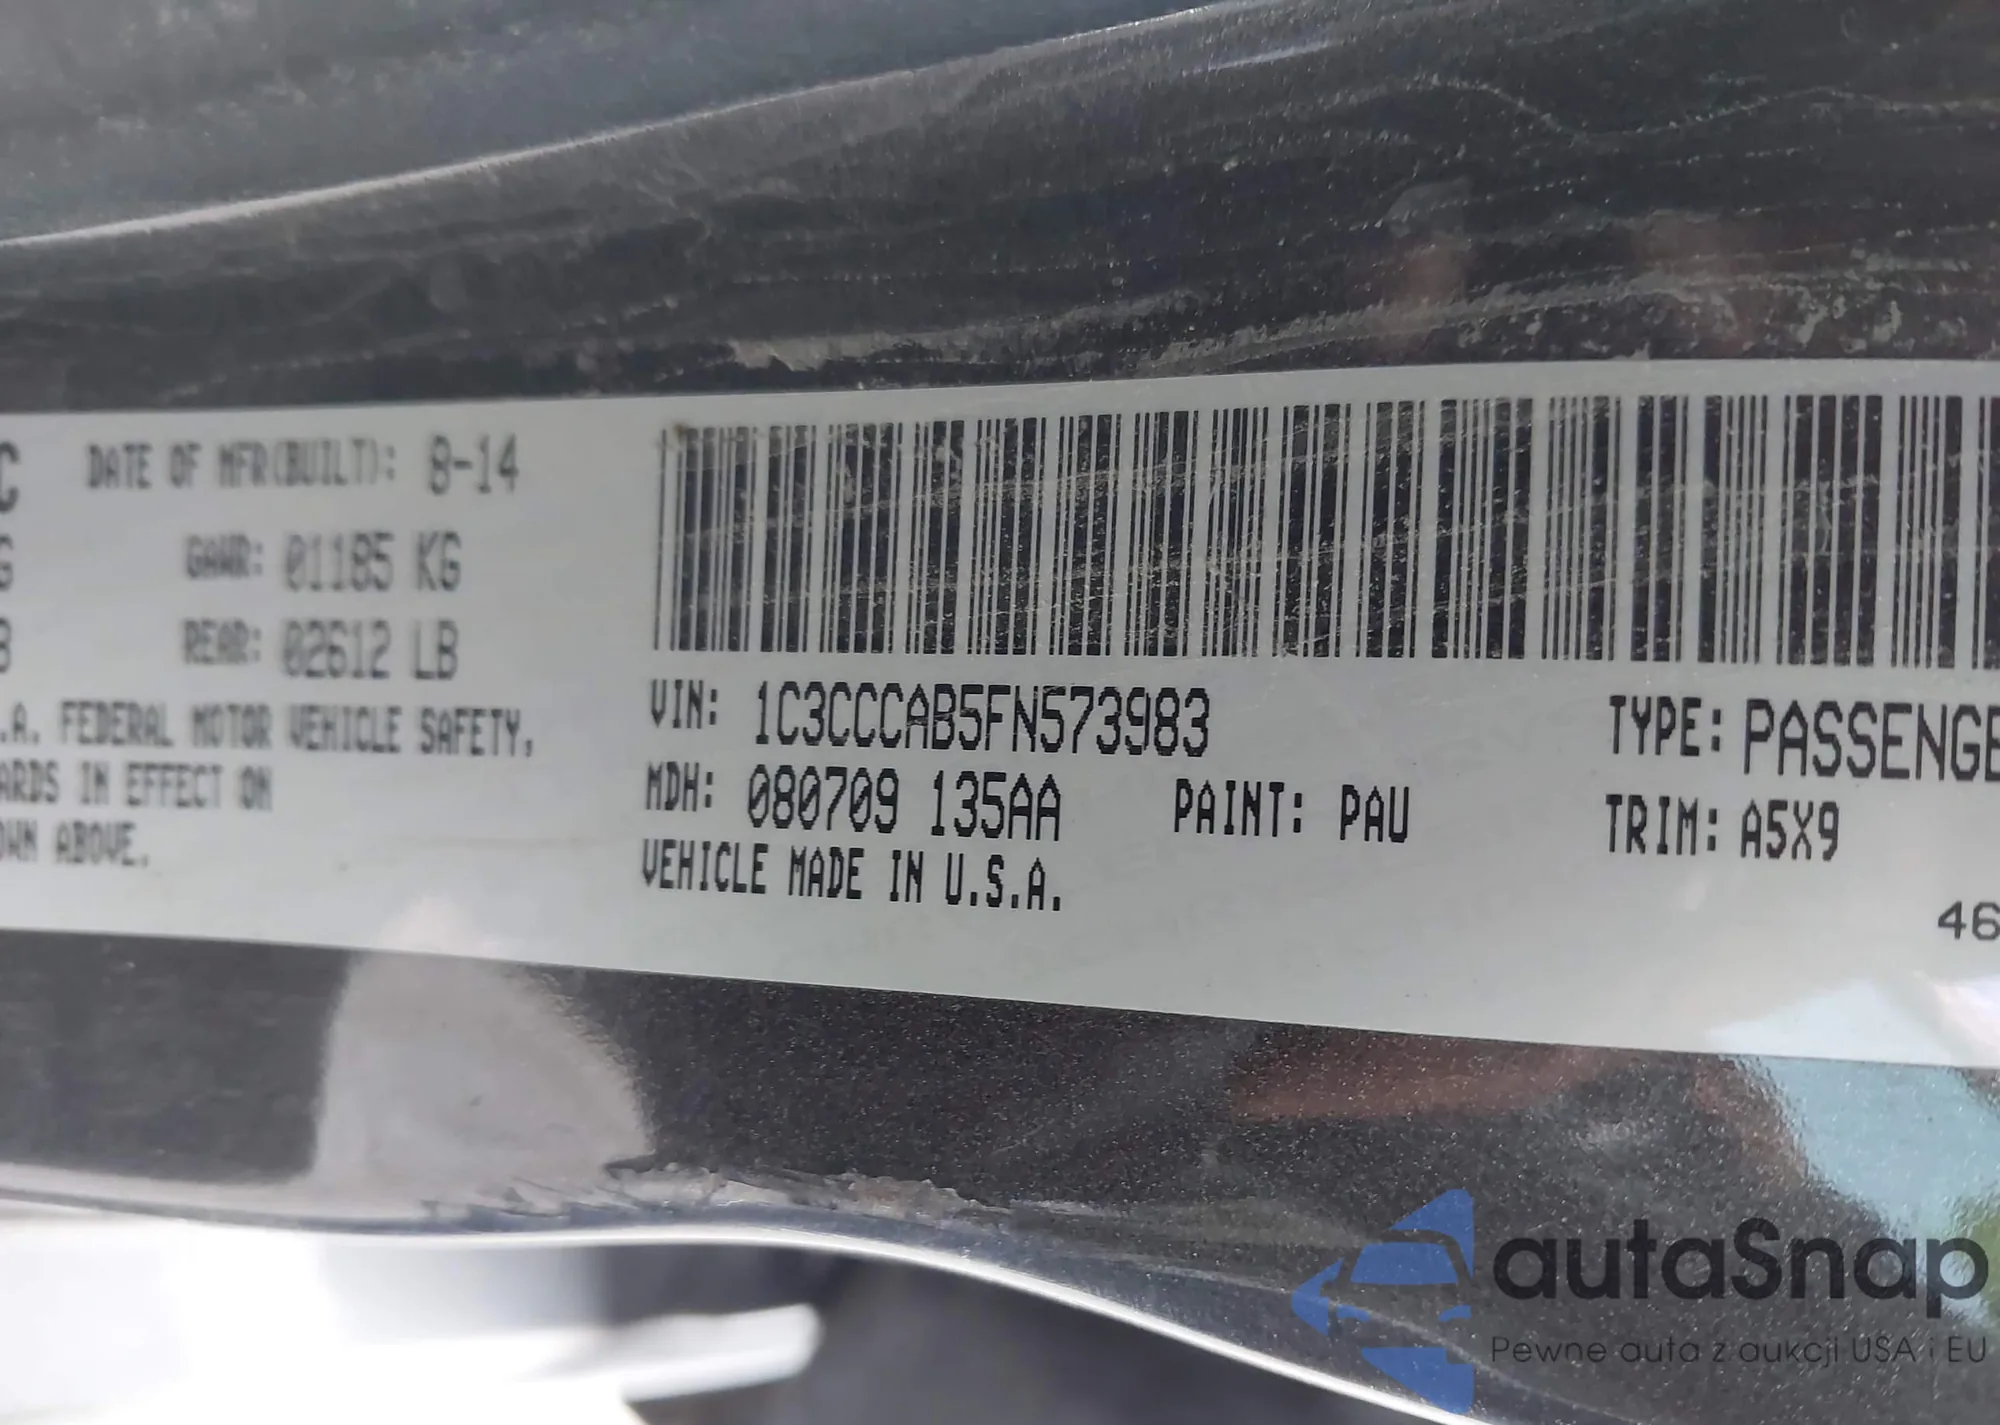 C DATE OF MFR(BUILT): 8-14
G GAWR: 01185 KG
B REAR: 02612 LB
.A. FEDERAL MOTOR VEHICLE SAFETY,
ARDS IN EFFECT ON
OWN ABOVE.
VIN: 1C3CCCAB5FN573983 TYPE: PASSENGE
MDH: 080709 135AA PAINT: PAU TRIM: A5X9
VEHICLE MADE IN U.S.A.
46
autaSnap
Pewne auta z aukcji USA i EU